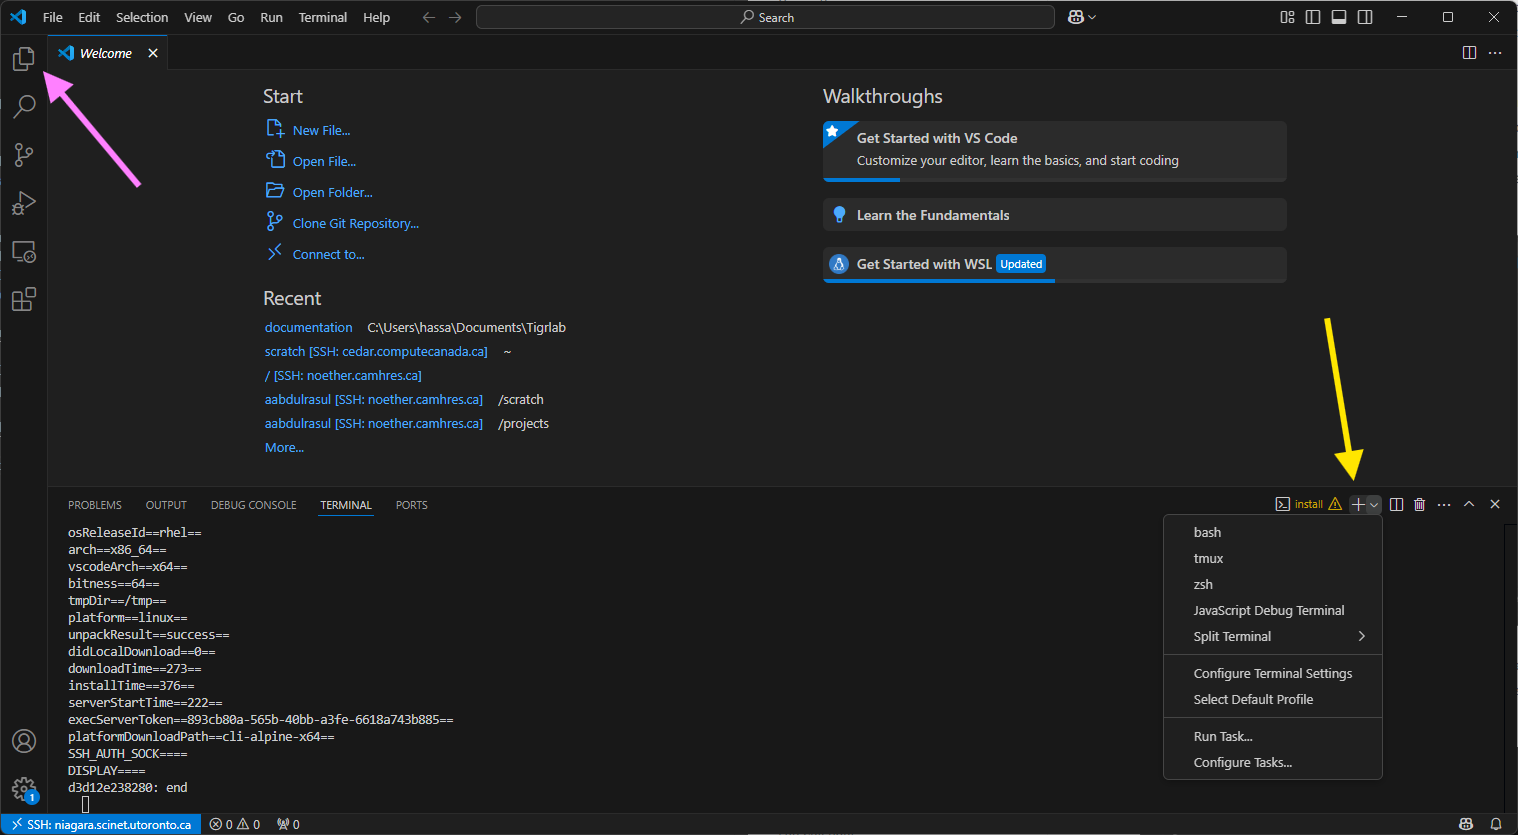 File Edit Selection View Go Run Terminal Help Search
Welcome
Start
New File...
Open File...
Open Folder...
Clone Git Repository...
Connect to...
Recent
documentation C:\Users\hassa\Documents\Tigrlab
scratch [SSH: cedar.computecanada.ca] ~
/ [SSH: noether.camhres.ca]
aabdulrasul [SSH: noether.camhres.ca] /scratch
aabdulrasul [SSH: noether.camhres.ca] /projects
More...
Walkthroughs
Get Started with VS Code
Customize your editor, learn the basics, and start coding
Learn the Fundamentals
Get Started with WSL Updated
PROBLEMS OUTPUT DEBUG CONSOLE TERMINAL PORTS install
osReleaseId==rhel==
arch==x86_64==
vscodeArch==x64==
bitness==64==
tmpDir==/tmp==
platform==linux==
unpackResult==success==
didLocalDownload==0==
downloadTime==273==
installTime==376==
serverStartTime==222==
execServerToken==893cb80a-565b-40bb-a3fe-6618a743b885==
platformDownloadPath==cli-alpine-x64==
SSH_AUTH_SOCK====
DISPLAY====
d3d12e238280: end
bash
tmux
zsh
JavaScript Debug Terminal
Split Terminal
Configure Terminal Settings
Select Default Profile
Run Task...
Configure Tasks...
1
SSH: niagara.scinet.utoronto.ca 0 0 0